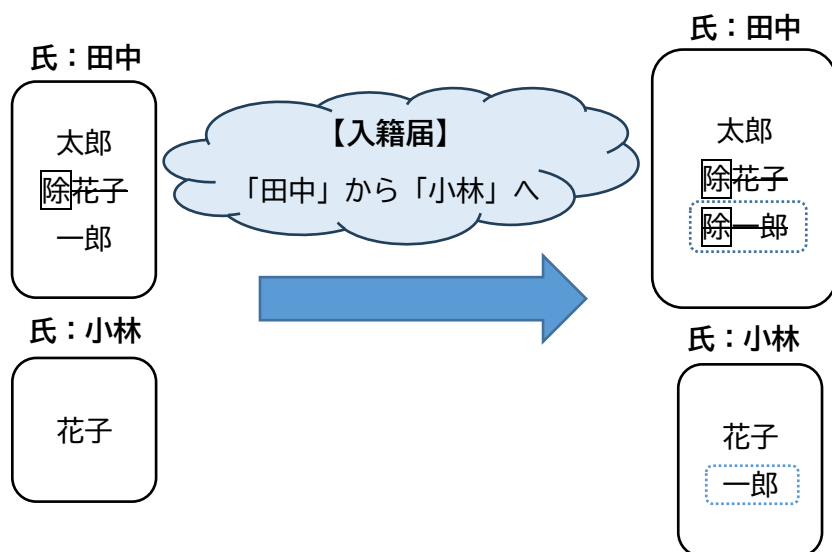 氏：田中
太郎
除花子
一郎
氏：小林
花子
【入籍届】
「田中」から「小林」へ
氏：田中
太郎
除花子
除一郎
氏：小林
花子
一郎